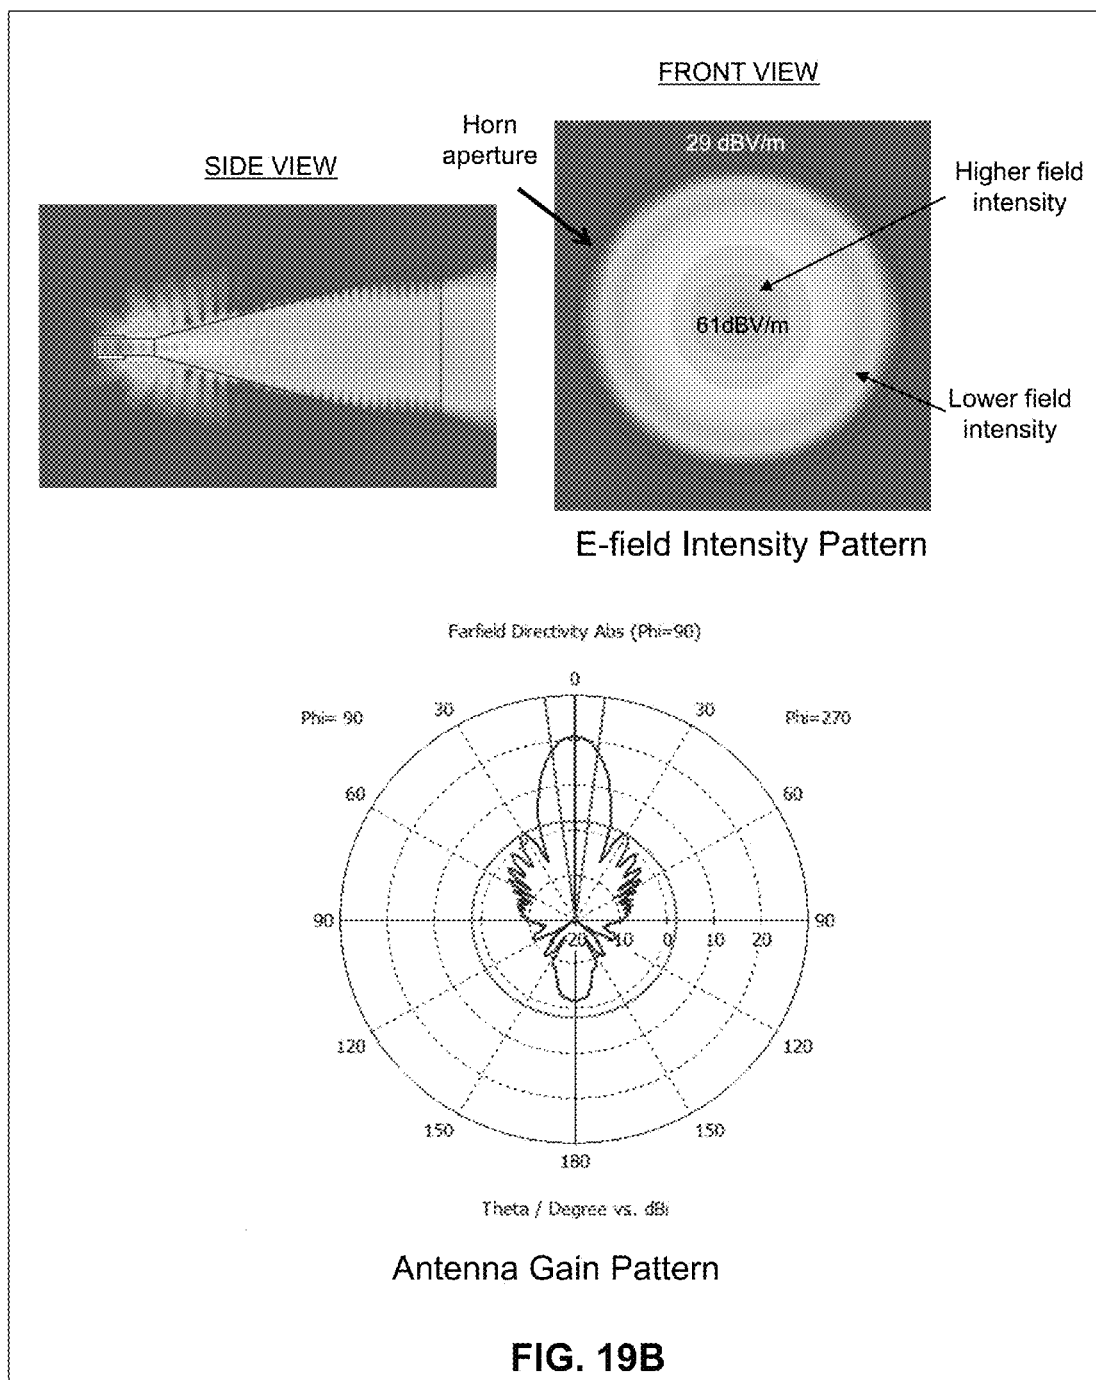 FRONT VIEW
Horn
aperture
29 dBV/m
SIDE VIEW
Higher field
intensity
61dBV/m
Lower field
intensity
E-field Intensity Pattern
Farfield Directivity Abs (Phi=90)
0
Phi= 90
30
30
Phi=270
60
60
90
90
-20
-10
0
10
20
120
120
150
150
180
Theta / Degree vs. dBi
Antenna Gain Pattern
FIG. 19B